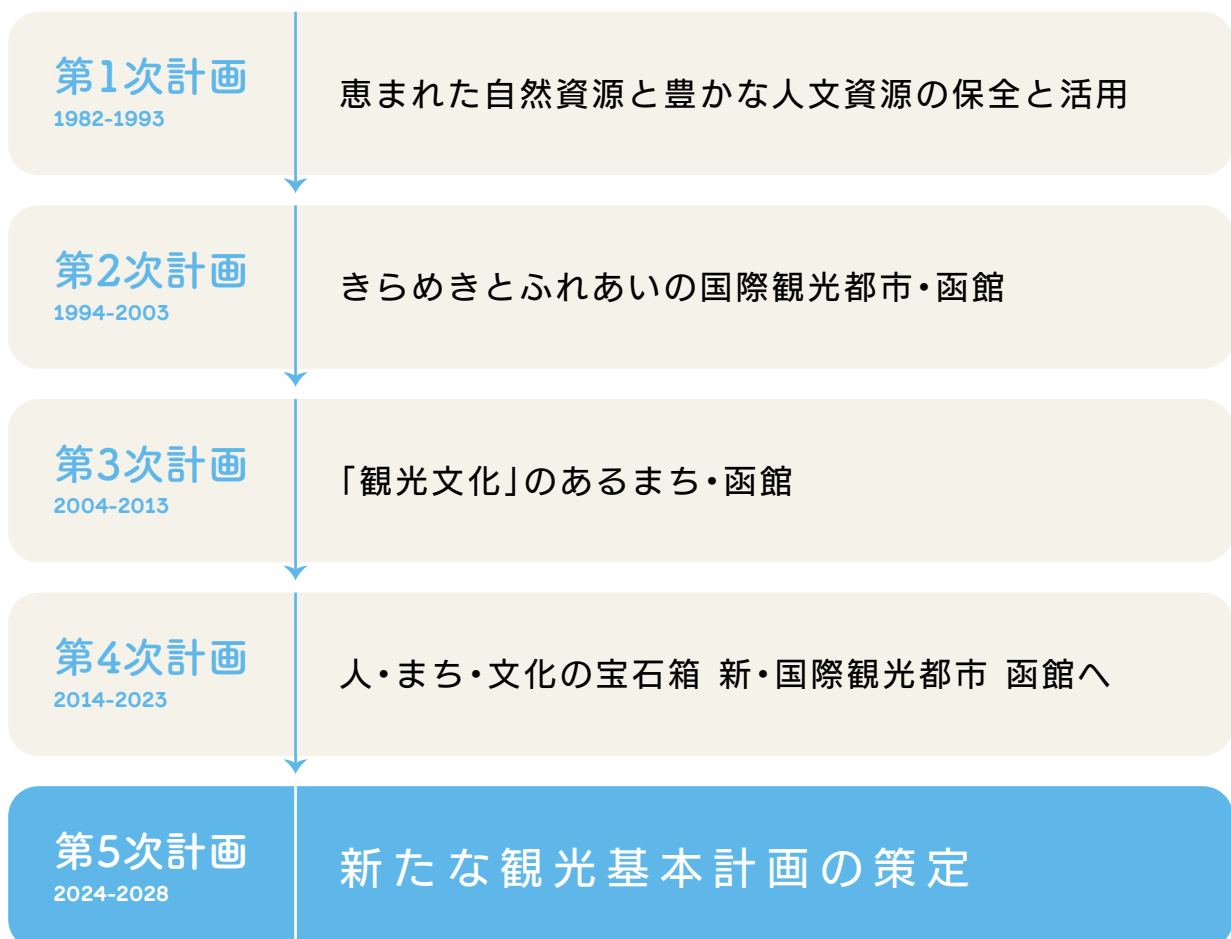 第1次計画
1982-1993
恵まれた自然資源と豊かな人文資源の保全と活用
第2次計画
1994-2003
きらめきとふれあいの国際観光都市・函館
第3次計画
2004-2013
「観光文化」のあるまち・函館
第4次計画
2014-2023
人・まち・文化の宝石箱 新・国際観光都市 函館へ
第5次計画
2024-2028
新たな観光基本計画の策定